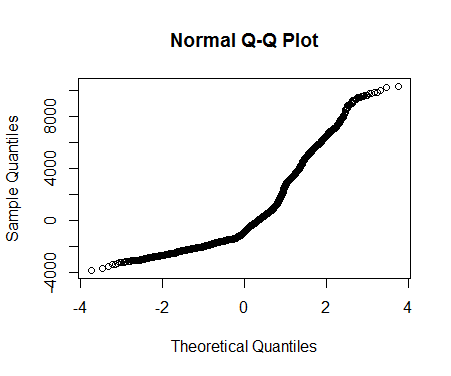 Normal Q-Q Plot
Sample Quantiles
8000
4000
0
-4000
-4 -2 0 2 4
Theoretical Quantiles